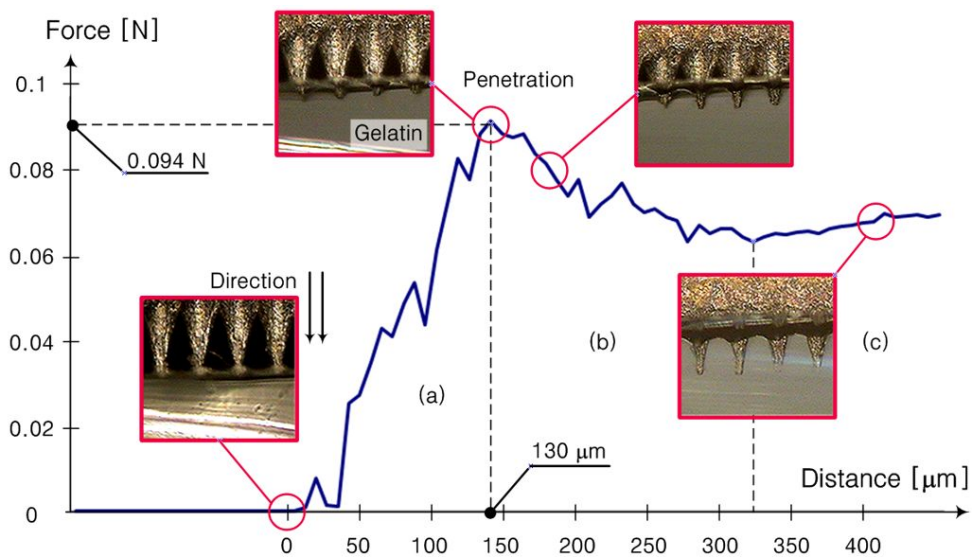 Force [N]
0.1
0.08
0.06
0.04
0.02
0
0.094 N
Penetration
Gelatin
Direction
(a)
(b)
(c)
130 μm
Distance [μm]
0
50
100
150
200
250
300
350
400